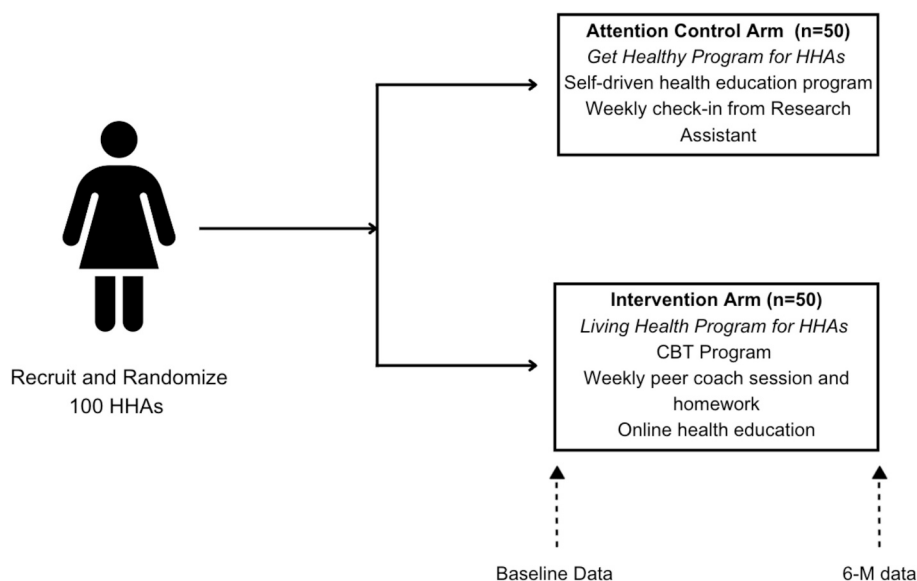 Attention Control Arm (n=50)
Get Healthy Program for HHAs
Self-driven health education program
Weekly check-in from Research
Assistant
Recruit and Randomize
100 HHAs
Intervention Arm (n=50)
Living Health Program for HHAs
CBT Program
Weekly peer coach session and
homework
Online health education
Baseline Data
6-M data